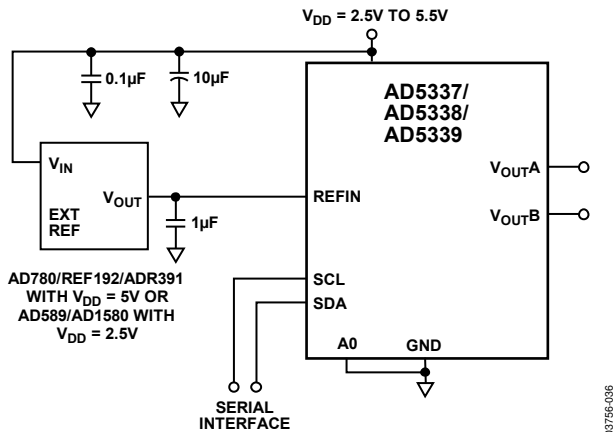 VDD = 2.5V TO 5.5V
0.1µF
10µF
AD5337/
AD5338/
AD5339
VIN
VOUT
EXT
REF
1µF
REFIN
VOUTA
VOUTB
AD780/REF192/ADR391
WITH VDD = 5V OR
AD589/AD1580 WITH
VDD = 2.5V
SCL
SDA
A0
GND
SERIAL
INTERFACE
03756-036